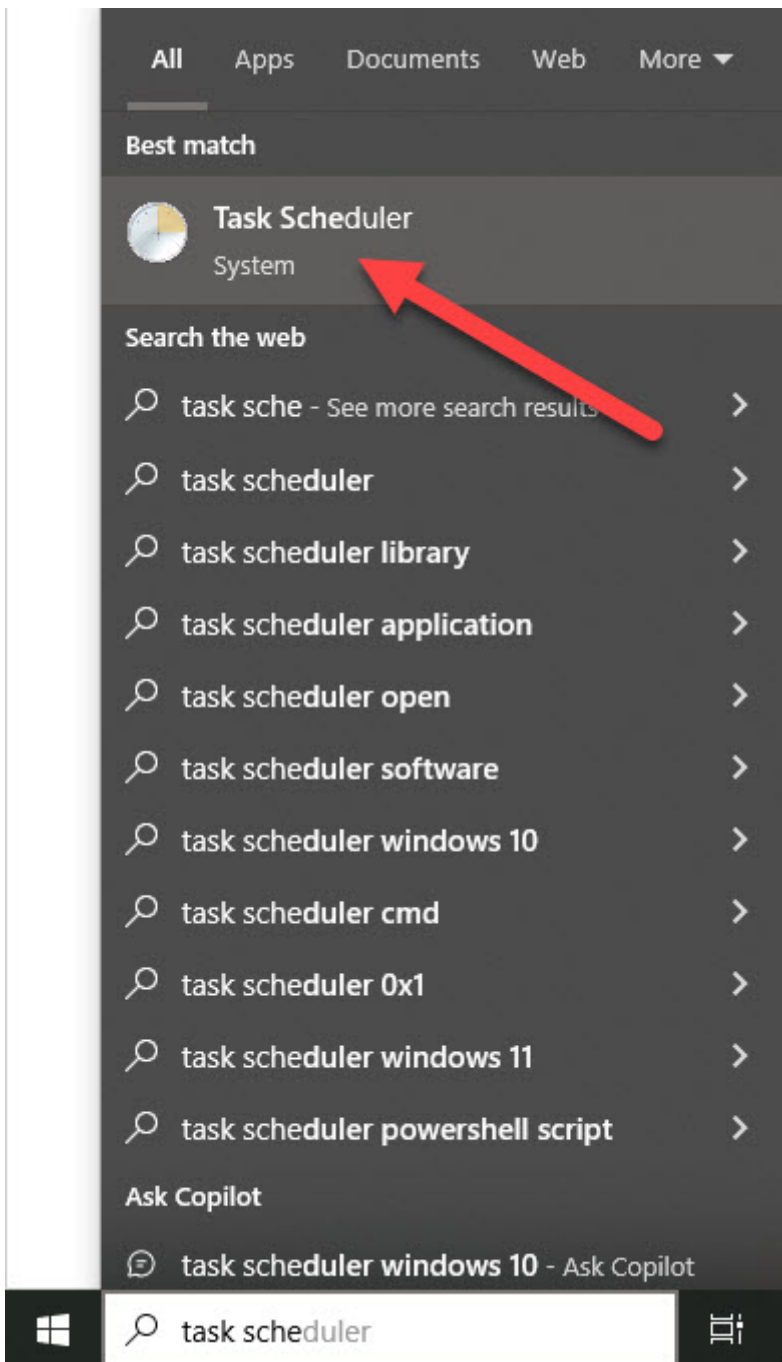 All Apps Documents Web More
Best match
Task Scheduler
System
Search the web
task sche - See more search results
task scheduler
task scheduler library
task scheduler application
task scheduler open
task scheduler software
task scheduler windows 10
task scheduler cmd
task scheduler 0x1
task scheduler windows 11
task scheduler powershell script
Ask Copilot
task scheduler windows 10 - Ask Copilot
task scheduler